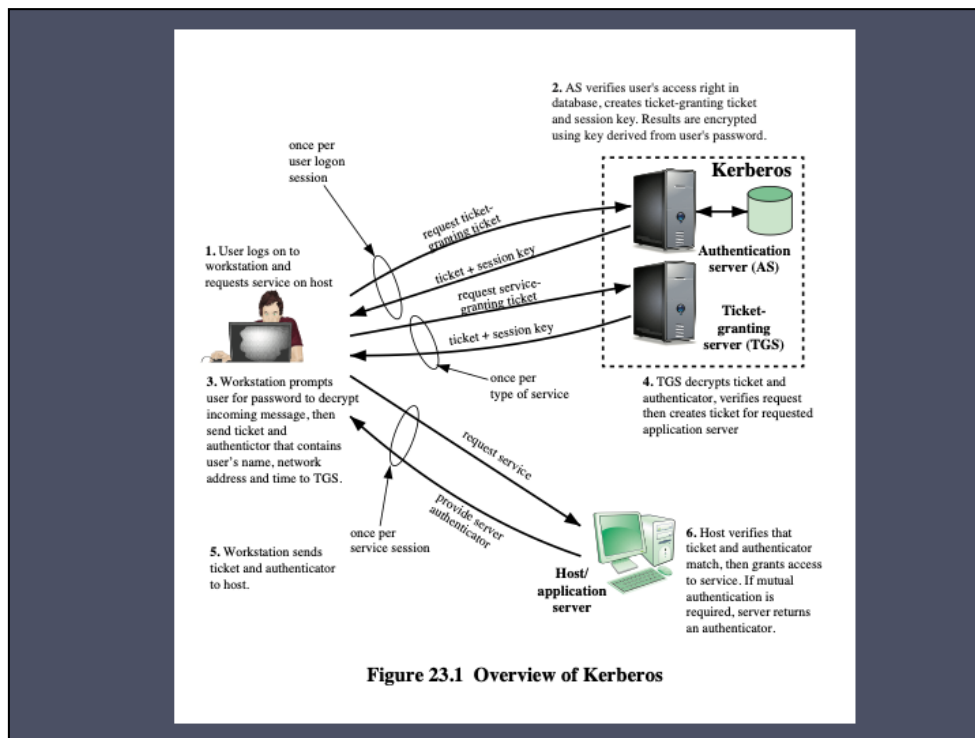 2. AS verifies user's access right in
database, creates ticket-granting ticket
and session key. Results are encrypted
using key derived from user's password.
once per
user logon
session
Kerberos
request ticket-
granting ticket
1. User logs on to
workstation and
requests service on host
ticket + session key
Authentication
server (AS)
request service-
granting ticket
ticket + session key
Ticket-
granting
server (TGS)
once per
type of service
3. Workstation prompts
user for password to decrypt
incoming message, then
send ticket and
authentictor that contains
user's name, network
address and time to TGS.
4. TGS decrypts ticket and
authenticator, verifies request
then creates ticket for requested
application server
request service
provide server
authenticator
once per
service session
5. Workstation sends
ticket and authenticator
to host.
Host/
application
server
6. Host verifies that
ticket and authenticator
match, then grants access
to service. If mutual
authentication is
required, server returns
an authenticator.
Figure 23.1 Overview of Kerberos